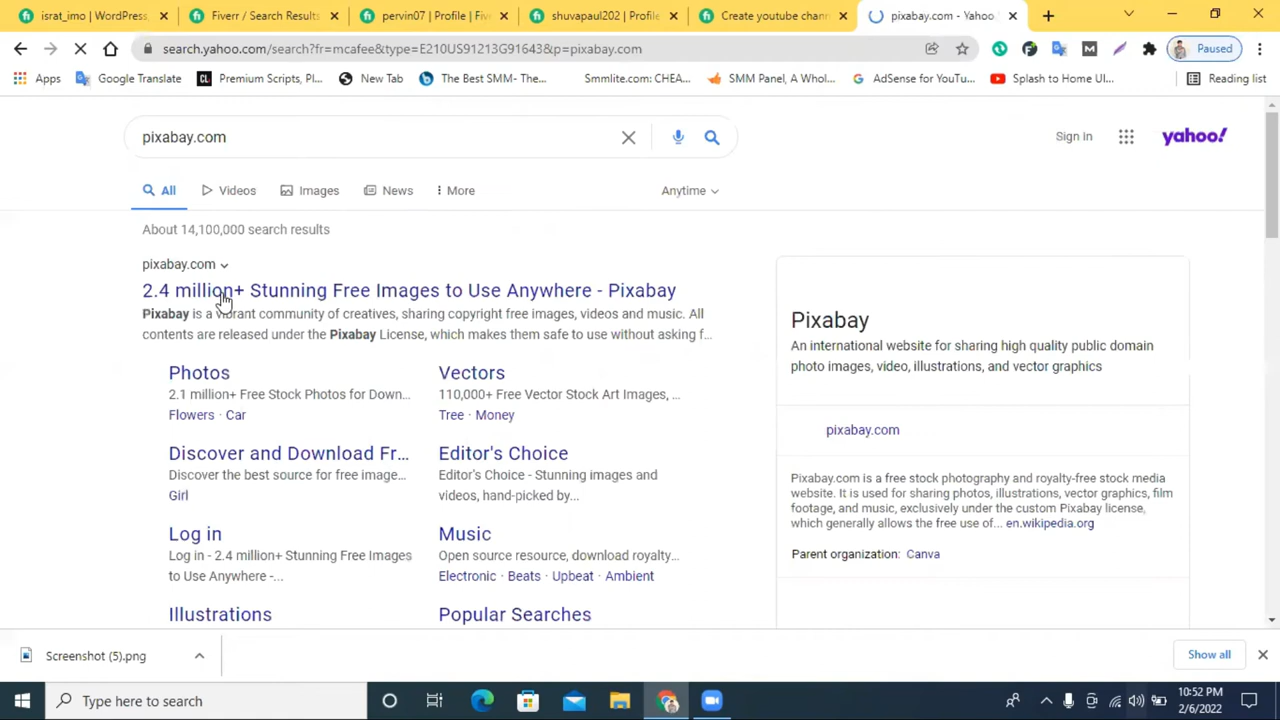 israt_imo | WordPress,
Fiverr / Search Results
pervin07 | Profile | Five
shuvapaul202 | Profile
Create youtube chann
pixabay.com - Yahoo
search.yahoo.com/search?fr=mcafee&type=E210US91213G91643&p=pixabay.com
Paused
Apps
Google Translate
Premium Scripts, Pl...
New Tab
The Best SMM- The...
Smmlite.com: CHEA...
SMM Panel, A Whol...
AdSense for YouTu...
Splash to Home UI...
Reading list
pixabay.com
Sign In
yahoo!
All
Videos
Images
News
More
Anytime
About 14,100,000 search results
pixabay.com
2.4 million+ Stunning Free Images to Use Anywhere - Pixabay
Pixabay is a vibrant community of creatives, sharing copyright free images, videos and music. All
contents are released under the Pixabay License, which makes them safe to use without asking f...
Photos
2.1 million+ Free Stock Photos for Down...
Flowers · Car
Vectors
110,000+ Free Vector Stock Art Images, ...
Tree · Money
Discover and Download Fr...
Discover the best source for free image...
Girl
Editor's Choice
Editor's Choice - Stunning images and
videos, hand-picked by...
Log in
Log in - 2.4 million+ Stunning Free Images
to Use Anywhere -...
Music
Open source resource, download royalty...
Electronic · Beats · Upbeat · Ambient
Illustrations
Popular Searches
Pixabay
An international website for sharing high quality public domain
photo images, video, illustrations, and vector graphics
pixabay.com
Pixabay.com is a free stock photography and royalty-free stock media
website. It is used for sharing photos, illustrations, vector graphics, film
footage, and music, exclusively under the custom Pixabay license,
which generally allows the free use of... en.wikipedia.org
Parent organization: Canva
Screenshot (5).png
Show all
Type here to search
10:52 PM
2/6/2022